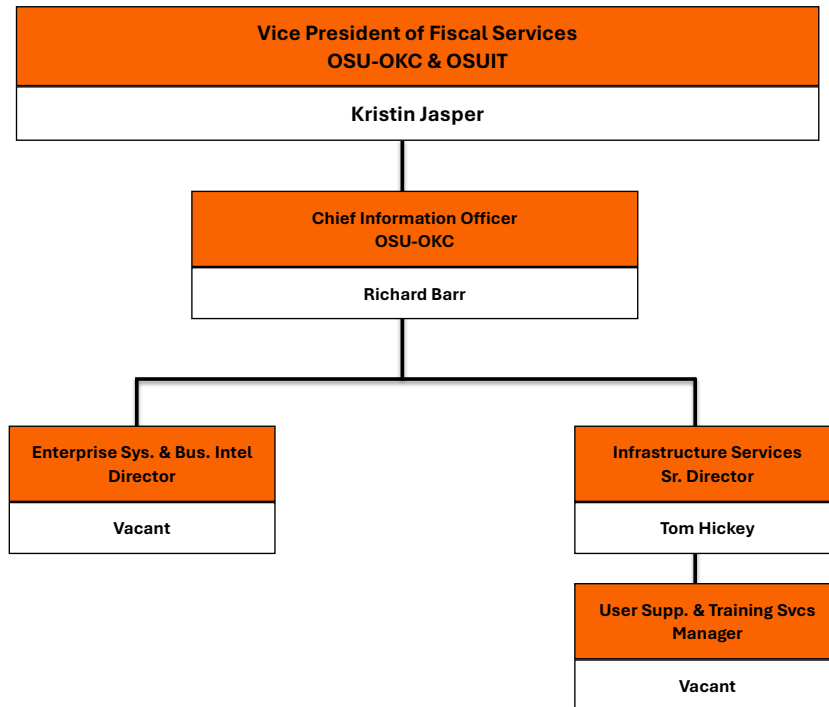 Vice President of Fiscal Services
OSU-OKC & OSUIT
Kristin Jasper
Chief Information Officer
OSU-OKC
Richard Barr
Enterprise Sys. & Bus. Intel
Director
Vacant
Infrastructure Services
Sr. Director
Tom Hickey
User Supp. & Training Svcs
Manager
Vacant